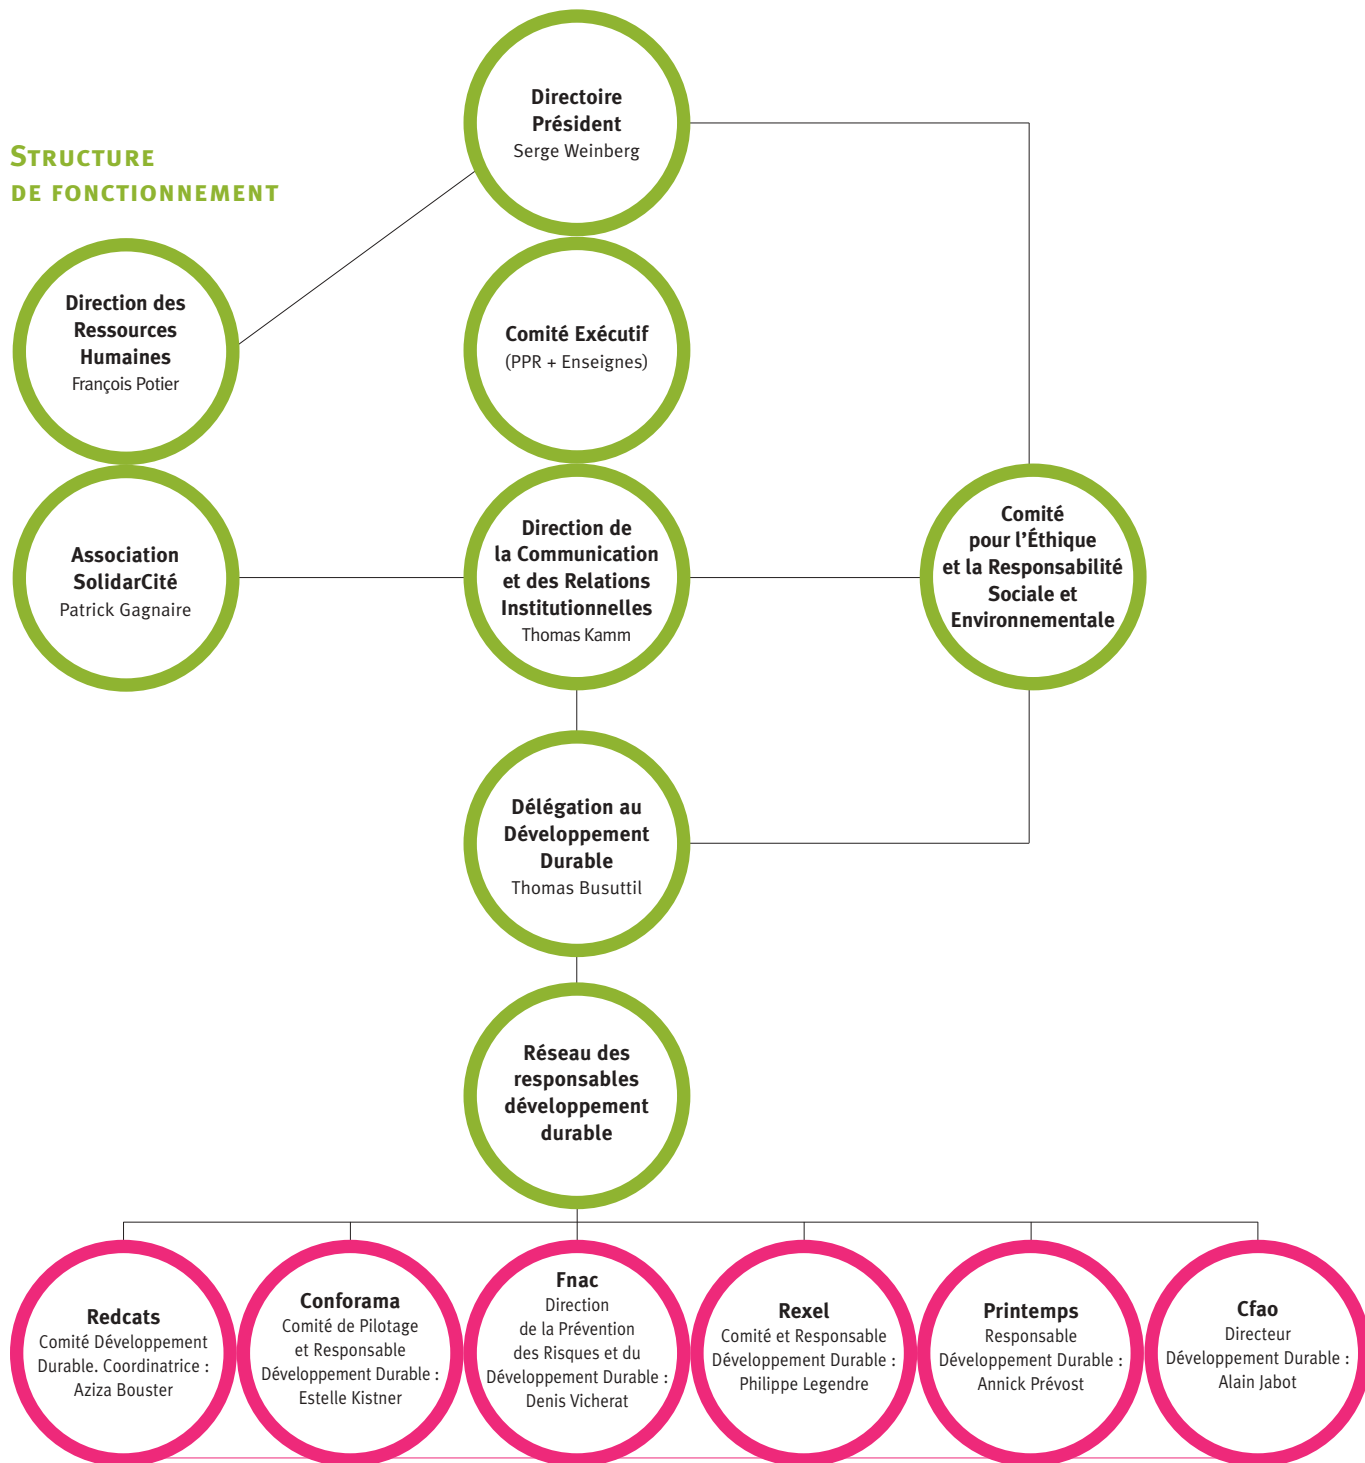 STRUCTURE
DE FONCTIONNEMENT
Directoire
Président
Serge Weinberg
Direction des
Ressources
Humaines
François Potier
Comité Exécutif
(PPR + Enseignes)
Association
SolidarCité
Patrick Gagnaire
Direction de
la Communication
et des Relations
Institutionnelles
Thomas Kamm
Comité
pour l'Éthique
et la Responsabilité
Sociale et
Environnementale
Délégation au
Développement
Durable
Thomas Busuttil
Réseau des
responsables
développement
durable
Redcats
Comité Développement
Durable. Coordinatrice :
Aziza Bouster
Conforama
Comité de Pilotage
et Responsable
Développement Durable :
Estelle Kistner
Fnac
Direction
de la Prévention
des Risques et du
Développement Durable :
Denis Vicherat
Rexel
Comité et Responsable
Développement Durable :
Philippe Legendre
Printemps
Responsable
Développement Durable :
Annick Prévost
Cfao
Directeur
Développement Durable :
Alain Jabot